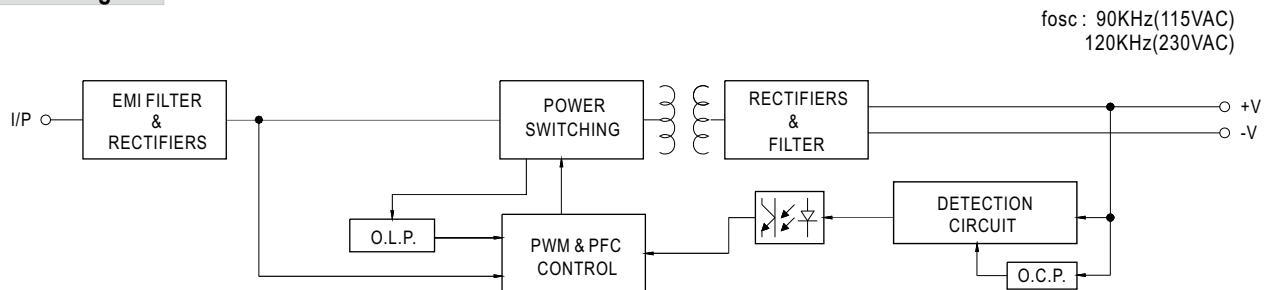 fosc : 90KHz(115VAC)
120KHz(230VAC)
I/P
EMI FILTER
&
RECTIFIERS
POWER
SWITCHING
RECTIFIERS
&
FILTER
+V
-V
O.L.P.
PWM & PFC
CONTROL
DETECTION
CIRCUIT
O.C.P.